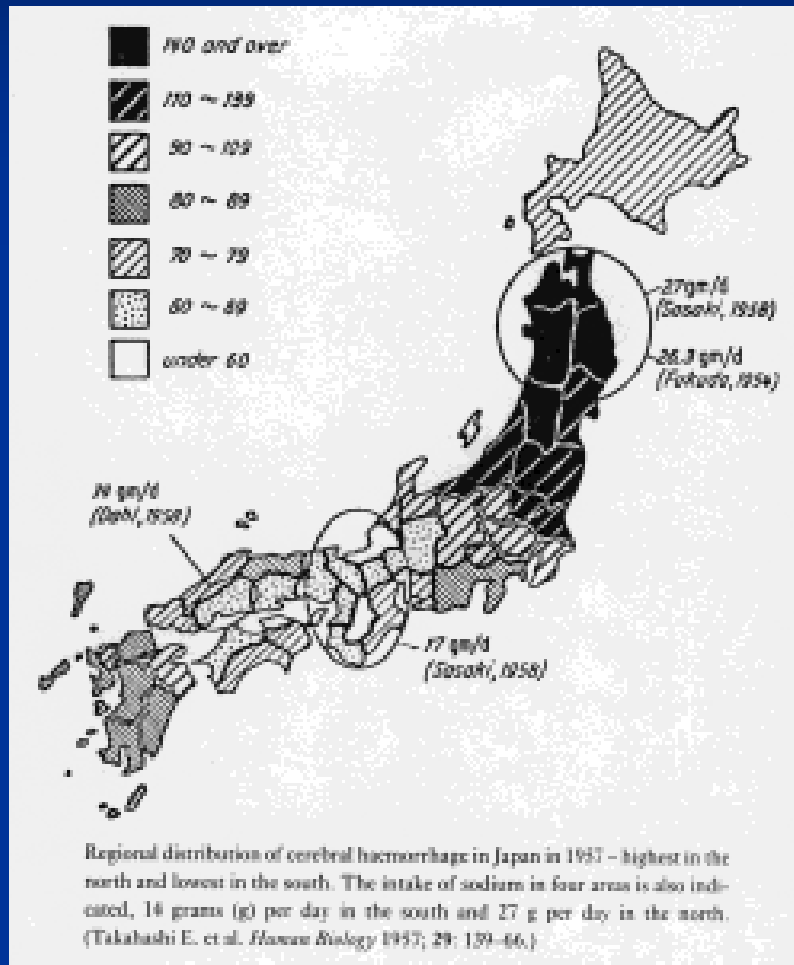 140 and over
110 ~ 139
90 ~ 109
80 ~ 89
70 ~ 79
60 ~ 69
under 60
27 gm/d
(Sasaki, 1958)
26.3 gm/d
(Fukuda, 1954)
14 gm/d
(Dahl, 1958)
17 gm/d
(Sasaki, 1958)
Regional distribution of cerebral haemorrhage in Japan in 1957 – highest in the
north and lowest in the south. The intake of sodium in four areas is also indi-
cated, 14 grams (g) per day in the south and 27 g per day in the north.
(Takahashi E. et al. Human Biology 1957; 29: 139–66.)